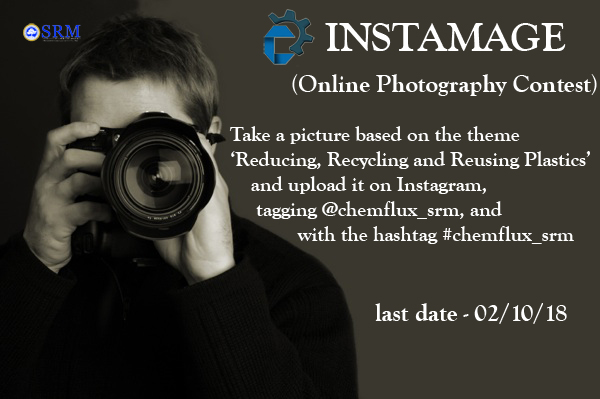 SRM
INSTAMAGE
(Online Photography Contest)
Take a picture based on the theme
‘Reducing, Recycling and Reusing Plastics’
and upload it on Instagram,
tagging @chemflux_srm, and
with the hashtag #chemflux_srm
last date - 02/10/18